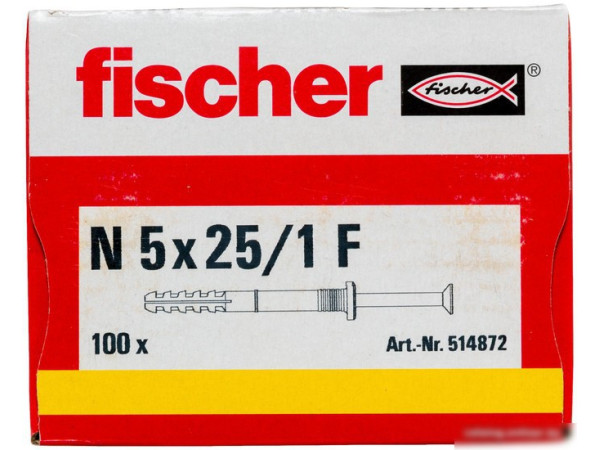 fischer
fischer ®
N 5 x 25/1 F
100 x
Art.-Nr. 514872
N